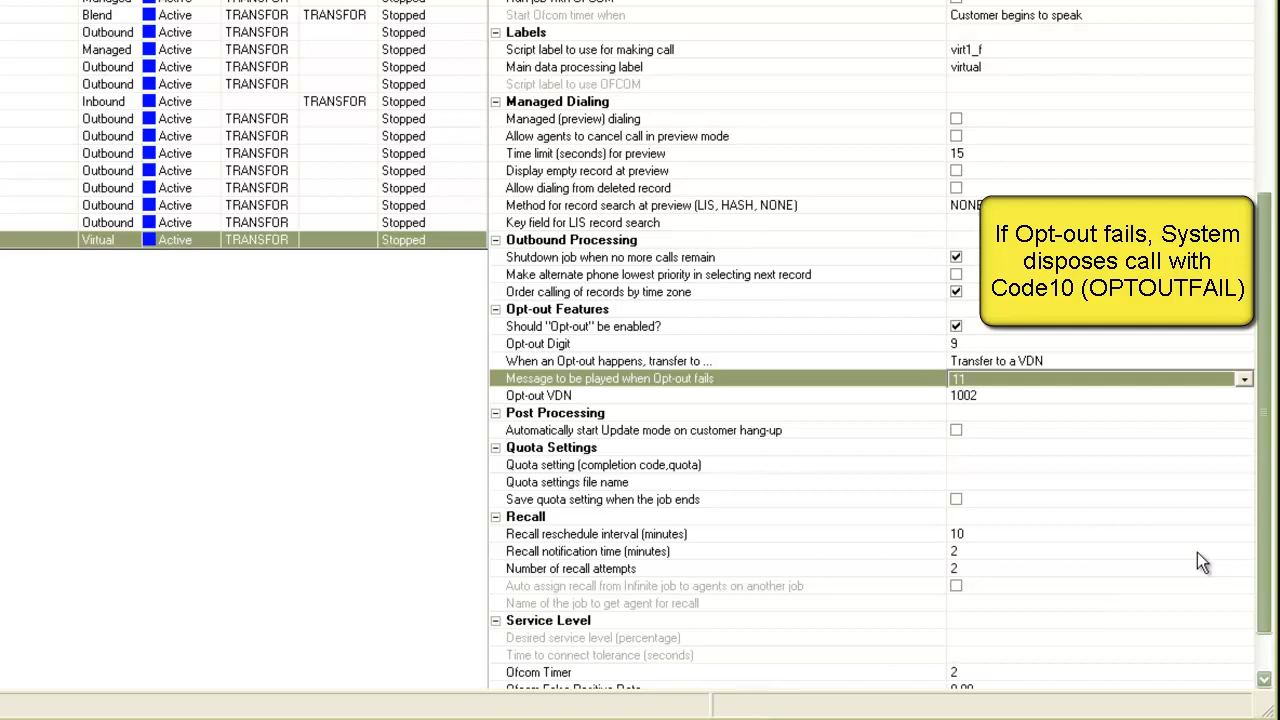 Blend TRANSFOR TRANSFOR Stopped
Outbound Active TRANSFOR Stopped
Managed Active TRANSFOR Stopped
Outbound Active TRANSFOR Stopped
Outbound Active TRANSFOR Stopped
Inbound Active TRANSFOR Stopped
Outbound Active TRANSFOR Stopped
Outbound Active TRANSFOR Stopped
Outbound Active TRANSFOR Stopped
Outbound Active TRANSFOR Stopped
Outbound Active TRANSFOR Stopped
Outbound Active TRANSFOR Stopped
Outbound Active TRANSFOR Stopped
Virtual Active TRANSFOR Stopped
Start Ofcom timer when Customer begins to speak
Labels
Script label to use for making call virt1_f
Main data processing label virtual
Script label to use OFCOM
Managed Dialing
Managed (preview) dialing
Allow agents to cancel call in preview mode
Time limit (seconds) for preview 15
Display empty record at preview
Allow dialing from deleted record
Method for record search at preview (LIS, HASH, NONE) NONE
Key field for LIS record search
Outbound Processing
Shutdown job when no more calls remain
Make alternate phone lowest priority in selecting next record
Order calling of records by time zone
Opt-out Features
Should "Opt-out" be enabled?
Opt-out Digit 9
When an Opt-out happens, transfer to ... Transfer to a VDN
Message to be played when Opt-out fails 11
Opt-out VDN 1002
Post Processing
Automatically start Update mode on customer hang-up
Quota Settings
Quota setting (completion code,quota)
Quota settings file name
Save quota setting when the job ends
Recall
Recall reschedule interval (minutes) 10
Recall notification time (minutes) 2
Number of recall attempts 2
Auto assign recall from Infinite job to agents on another job
Name of the job to get agent for recall
Service Level
Desired service level (percentage)
Time to connect tolerance (seconds)
Ofcom Timer 2
If Opt-out fails, System
disposes call with
Code10 (OPTOUTFAIL)